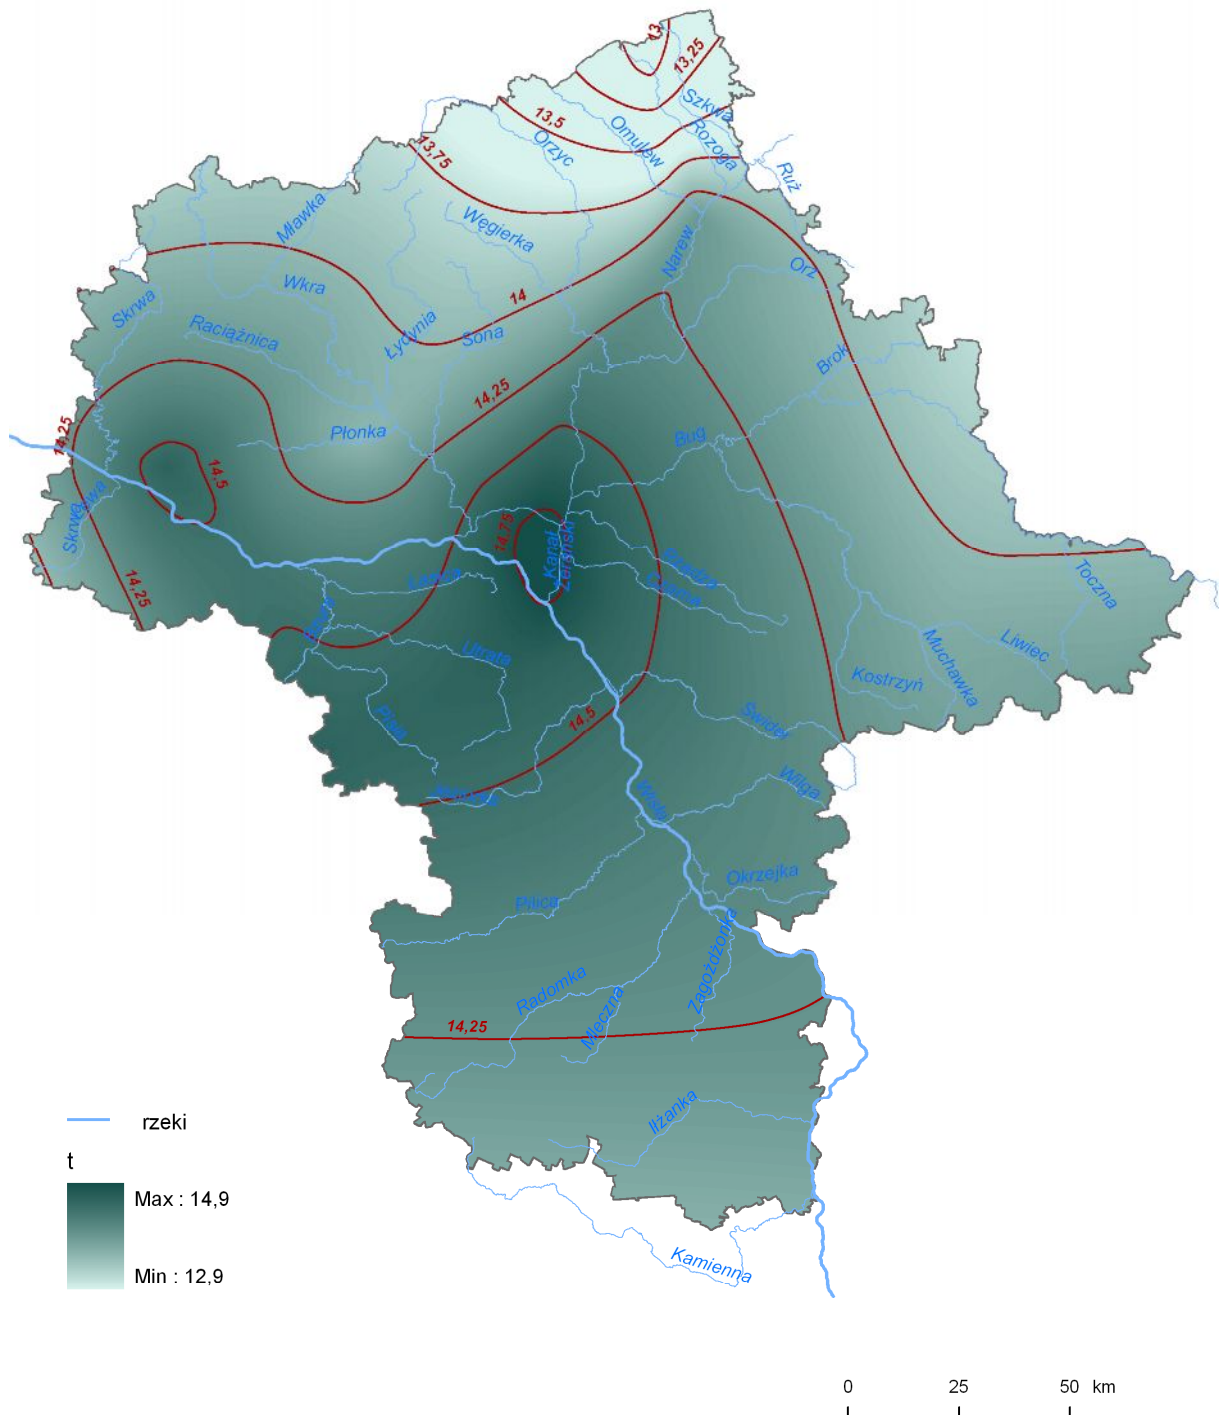 13
13,25
Szkwa
13,5
Omulew
Rozoga
Orzyc
13,75
Ruż
Mławka
Węgierka
Narew
Orz
Wkra
14
Skrwa
Raciążnica
Łydynia
Sona
Brok
14,25
14,25
Płonka
Bug
14,5
Skrwa
14,75
Kanał
Żerański
14,25
Toczna
Utrata
Liwiec
Muchawka
Kostrzyń
Pisia
14,5
Świder
Wilga
Wisła
Okrzejka
Pilica
Zagożdżonka
Radomka
Mleczna
14,25
Iłżanka
rzeki
t
Max : 14,9
Min : 12,9
Kamienna
0 25 50 km